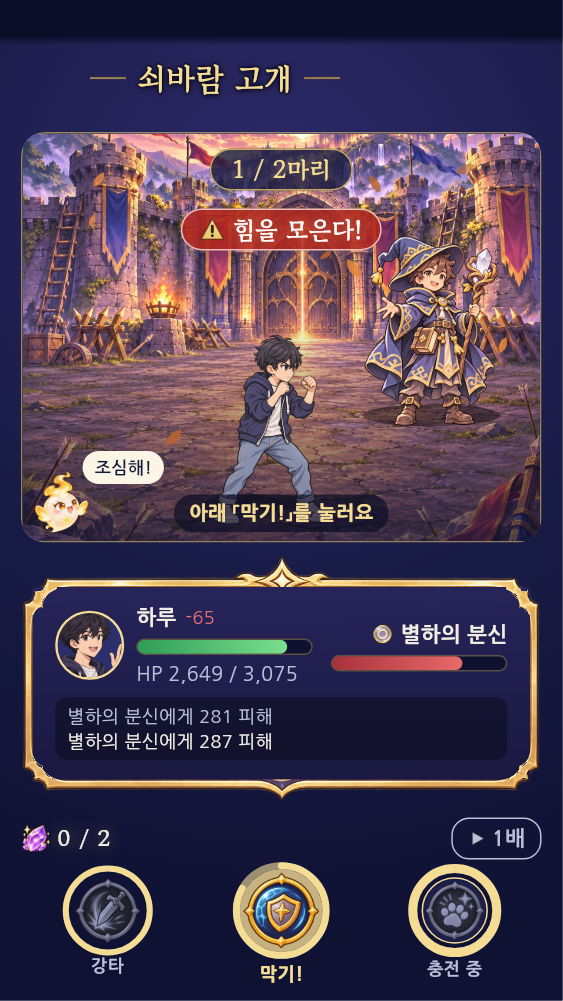 쇠바람 고개
1 / 2마리
힘을 모은다!
조심해!
아래 「막기!」를 눌러요
하루 -65
별하의 분신
HP 2,649 / 3,075
별하의 분신에게 281 피해
별하의 분신에게 287 피해
0 / 2
▶ 1배
강타
막기!
충전 중